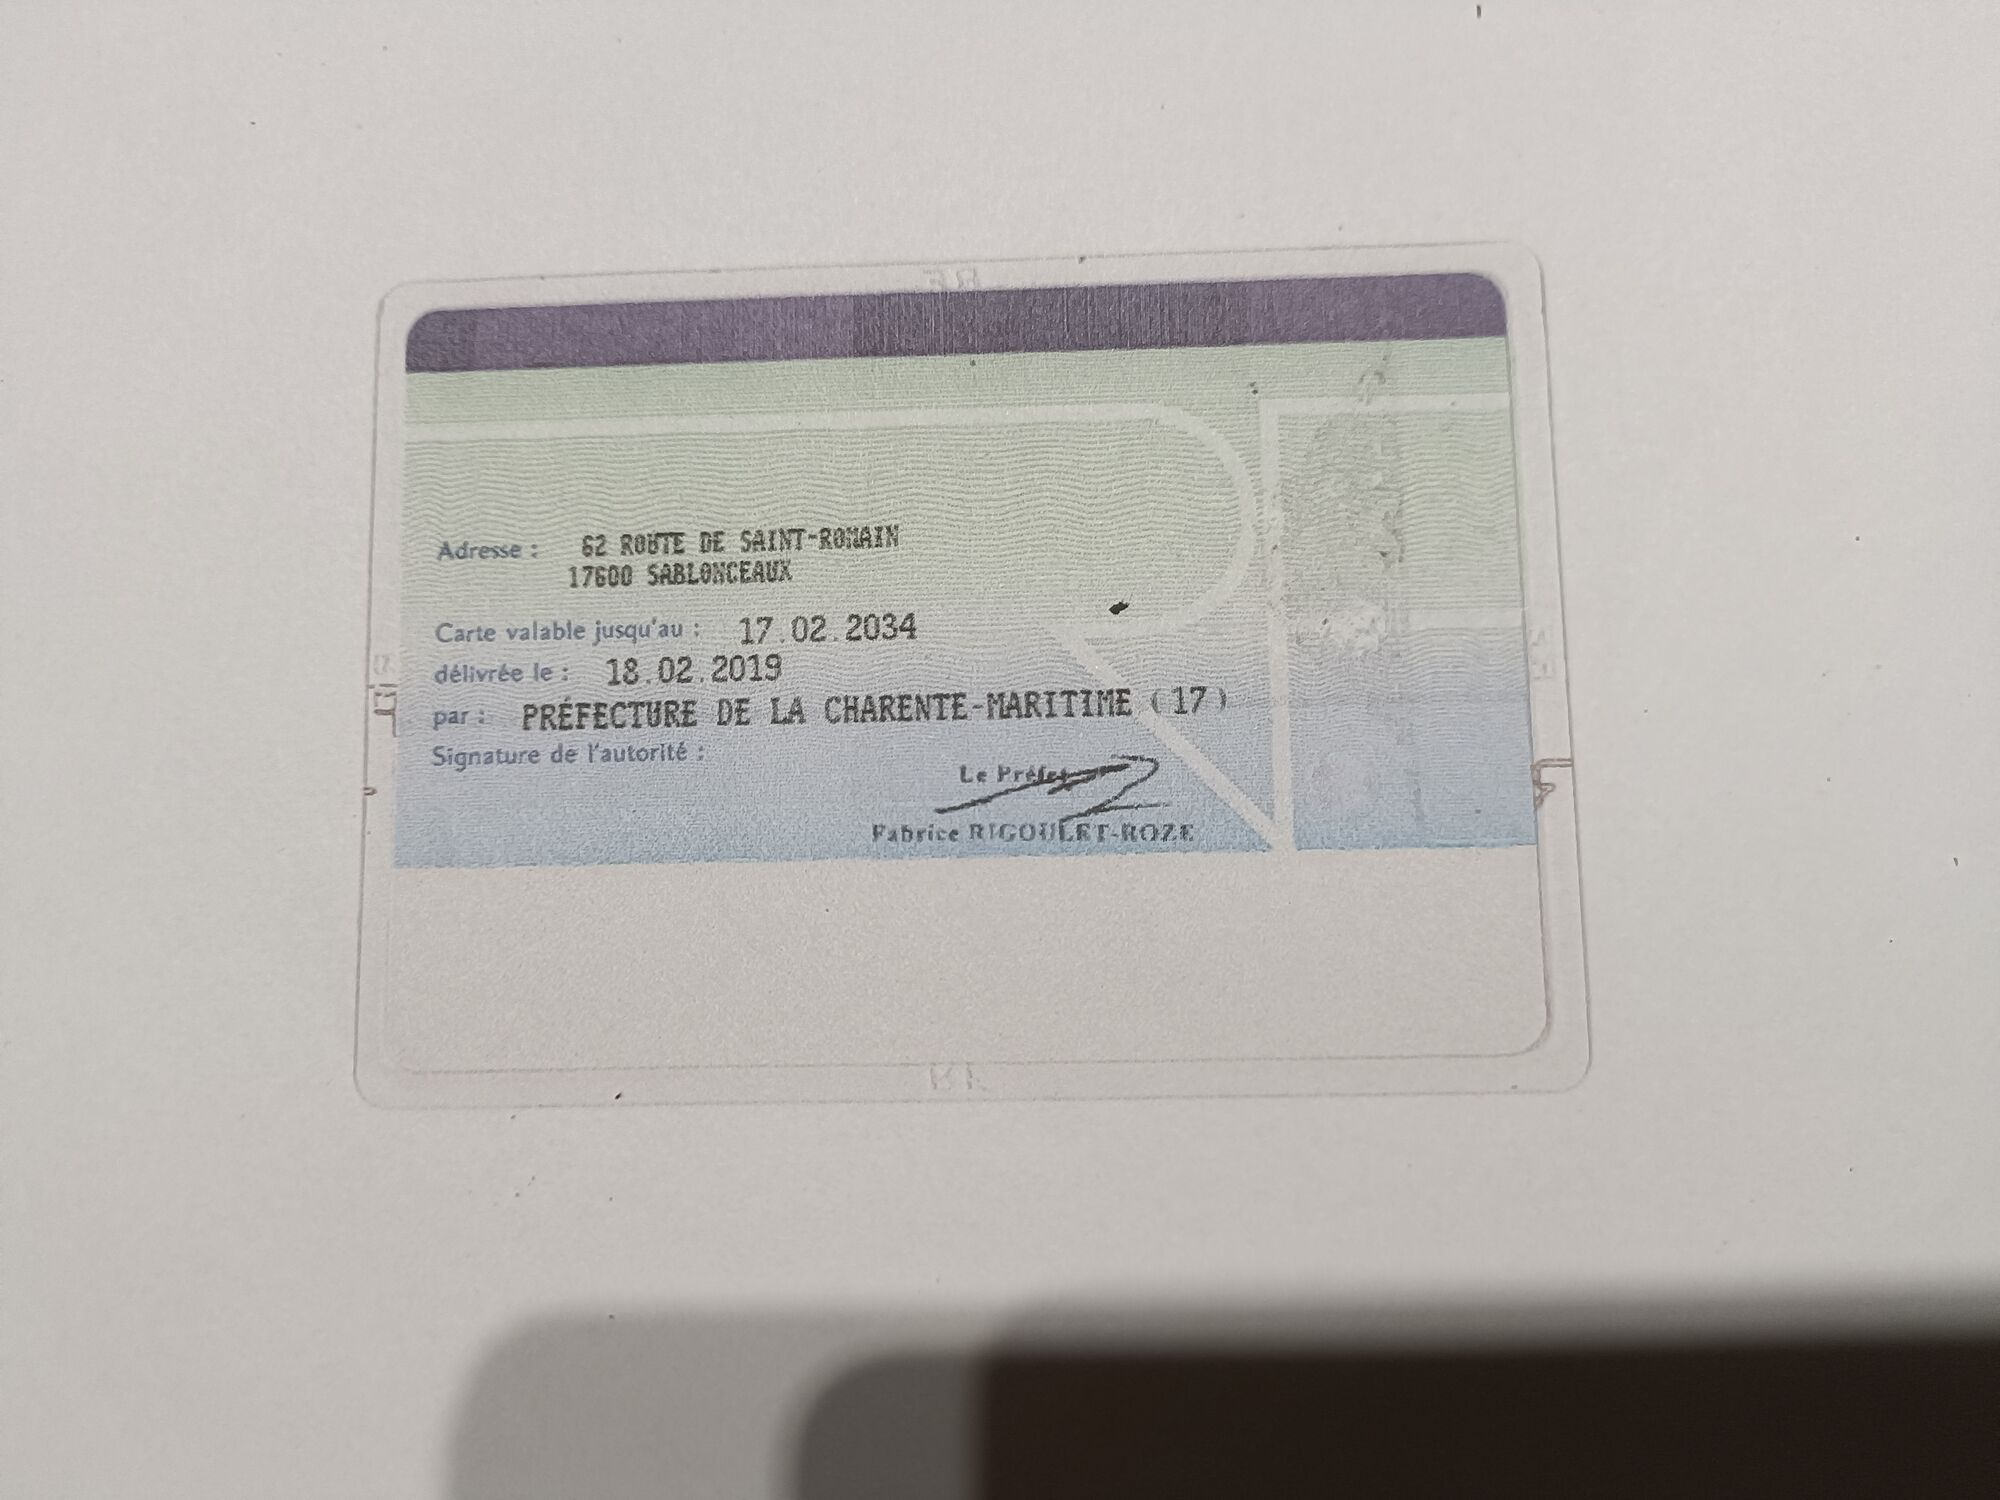 Adresse : 62 ROUTE DE SAINT-ROMAIN
17600 SABLONCEAUX
Carte valable jusqu'au : 17.02.2034
délivrée le : 18.02.2019
par : PRÉFECTURE DE LA CHARENTE-MARITIME (17)
Signature de l'autorité :
Le Préfet
Fabrice RIGOULET-ROZE